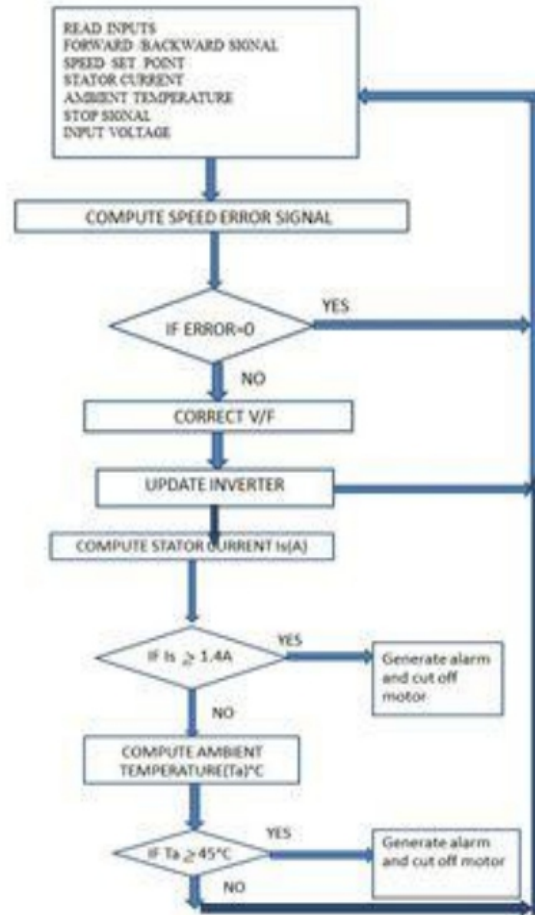 READ INPUTS
FORWARD /BACKWARD SIGNAL
SPEED SET POINT
STATOR CURRENT
AMBIENT TEMPERATURE
STOP SIGNAL
INPUT VOLTAGE
COMPUTE SPEED ERROR SIGNAL
YES
IF ERROR=0
NO
CORRECT V/F
UPDATE INVERTER
COMPUTE STATOR CURRENT Is(A)
YES
IF Is ≥ 1.4A
Generate alarm
and cut off
motor
NO
COMPUTE AMBIENT
TEMPERATURE(Ta)°C
YES
IF Ta ≥45°C
Generate alarm
and cut off motor
NO